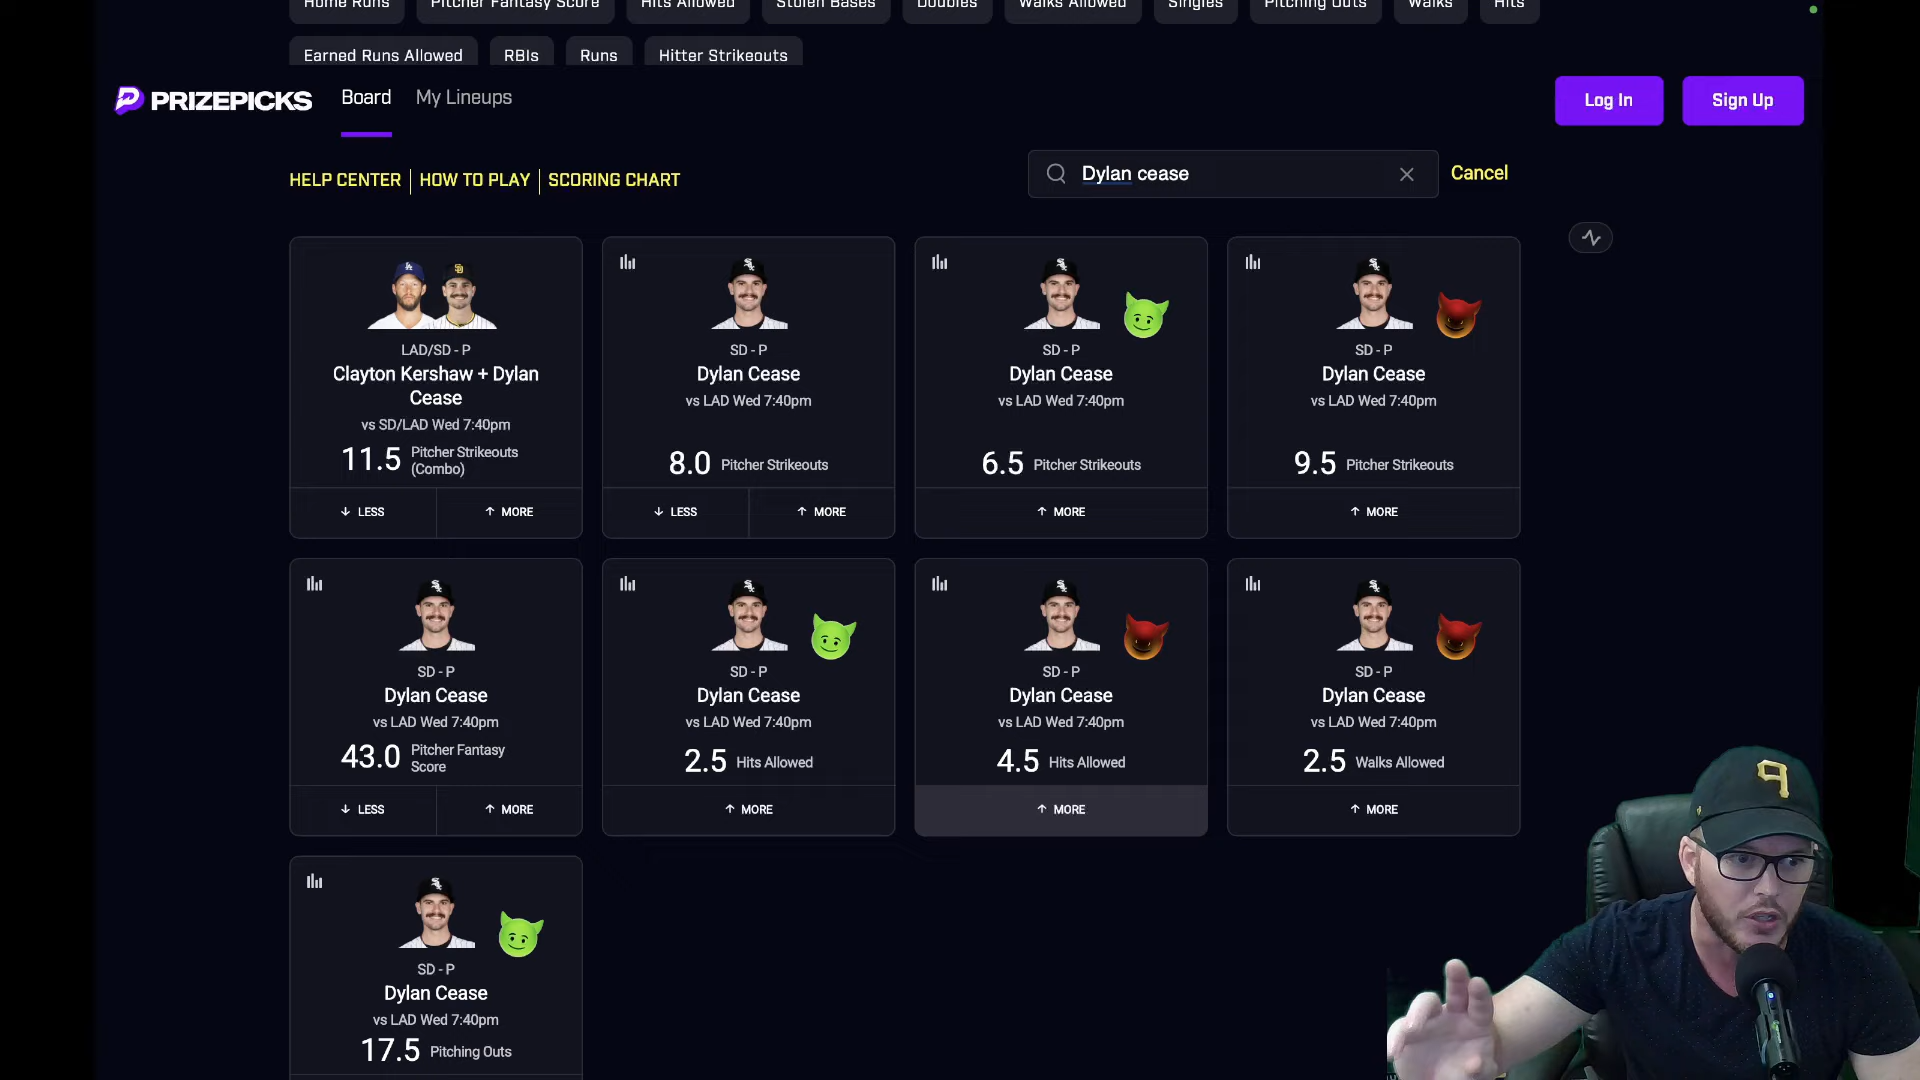 Home Runs
Pitcher Fantasy Score
Hits Allowed
Stolen Bases
Doubles
Walks Allowed
Singles
Pitching Outs
Walks
Hits
Earned Runs Allowed
RBIs
Runs
Hitter Strikeouts
PRIZEPICKS
Board
My Lineups
Log In
Sign Up
HELP CENTER
HOW TO PLAY
SCORING CHART
Dylan cease
Cancel
LAD/SD - P
Clayton Kershaw + Dylan
Cease
vs SD/LAD Wed 7:40pm
11.5 Pitcher Strikeouts
(Combo)
LESS
MORE
SD - P
Dylan Cease
vs LAD Wed 7:40pm
8.0 Pitcher Strikeouts
LESS
MORE
SD - P
Dylan Cease
vs LAD Wed 7:40pm
6.5 Pitcher Strikeouts
MORE
SD - P
Dylan Cease
vs LAD Wed 7:40pm
9.5 Pitcher Strikeouts
MORE
SD - P
Dylan Cease
vs LAD Wed 7:40pm
43.0 Pitcher Fantasy
Score
LESS
MORE
SD - P
Dylan Cease
vs LAD Wed 7:40pm
2.5 Hits Allowed
MORE
SD - P
Dylan Cease
vs LAD Wed 7:40pm
4.5 Hits Allowed
MORE
SD - P
Dylan Cease
vs LAD Wed 7:40pm
2.5 Walks Allowed
MORE
SD - P
Dylan Cease
vs LAD Wed 7:40pm
17.5 Pitching Outs